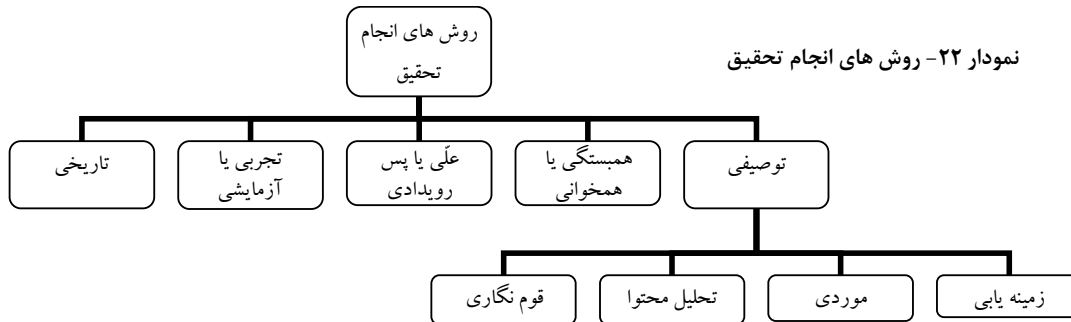 نمودار ۲۲- روش های انجام تحقیق
روش های انجام
تحقیق
توصیفی
همبستگی یا
همخوانی
علّی یا پس
رویدادی
تجربی یا
آزمایشی
تاریخی
زمینه یابی
موردی
تحلیل محتوا
قوم نگاری